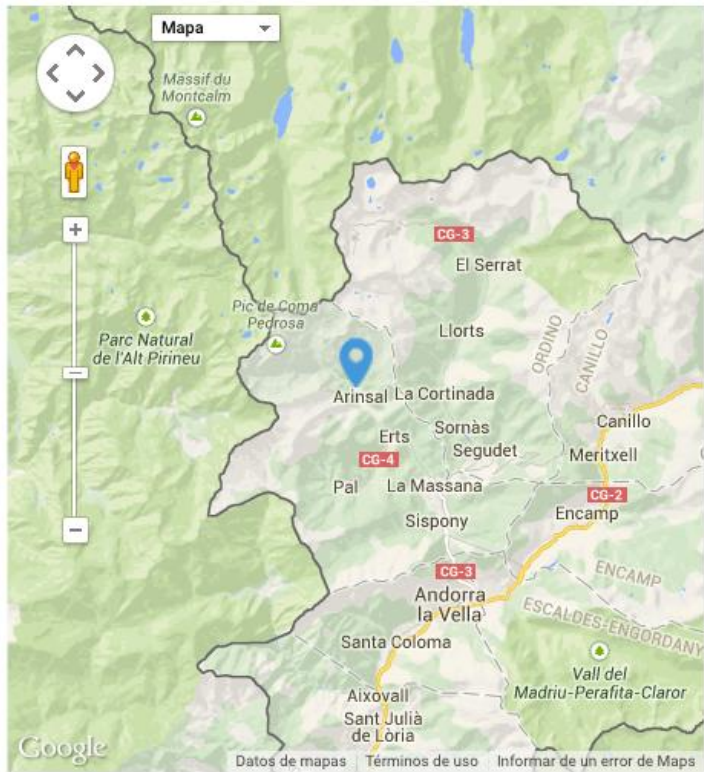 Mapa
Massif du
Montcalm
CG-3
El Serrat
Pic de Coma
Pedrosa
Parc Natural
de l'Alt Pirineu
Llorts
ORDINO
CANILLO
Arinsal
La Cortinada
Canillo
Sornàs
Erts
Segudet
Meritxell
CG-4
Pal
La Massana
CG-2
Encamp
Sispony
CG-3
ENCAMP
Andorra
la Vella
ESCALDES-ENGORDANY
Santa Coloma
Vall del
Madriu-Perafita-Claror
Aixovall
Sant Julià
de Lòria
Google
Datos de mapas
Términos de uso
Informar de un error de Maps